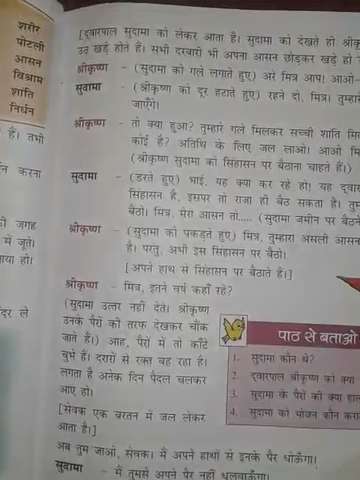 शरीर
पोटली
आसन
विश्राम
शांति
निर्धन
है। तभी
न करना
की जगह
में जूते।
गया हो।
दर ले
[द्वारपाल सुदामा को लेकर आता है। सुदामा को देखते ही
उठ खड़े होते हैं। सभी दरबारी भी अपना आसन छोड़कर खड़े हो
श्रीकृष्ण – (सुदामा को गले लगाते हुए) अरे मित्र आप! आओ
सुदामा – (श्रीकृष्ण को दूर हटाते हुए) रहने दो, मित्र।
जाएँगे।
श्रीकृष्ण – तो क्या हुआ? तुम्हारे गले मिलकर सच्ची शांति
कोई है? अतिथि के लिए जल लाओ। आओ
(श्रीकृष्ण सुदामा को सिंहासन पर बैठाना चाहते हैं।)
सुदामा – (डरते हुए) भाई, यह क्या कर रहे हो! यह
सिंहासन है, इसपर तो राजा ही बैठ सकता है।
बैठो। मित्र, मेरा आसन तो..... (सुदामा जमीन पर बैठने
श्रीकृष्ण – (सुदामा को पकड़ते हुए) मित्र, तुम्हारा असली आसन
है। परंतु, अभी इस सिंहासन पर बैठो।
[अपने हाथ से सिंहासन पर बैठाते हैं।]
श्रीकृष्ण – मित्र, इतने वर्ष कहाँ रहे?
(सुदामा उत्तर नहीं देते। श्रीकृष्ण
उनके पैरों की तरफ देखकर चौंक
जाते हैं।) आह, पैरों में तो काँटे
चुभे हैं। दरारों से रक्त बह रहा है।
लगता है अनेक दिन पैदल चलकर
आए हो।
[सेवक एक बरतन में जल लेकर
आता है।]
अब तुम जाओ, सेवक। मैं अपने हाथों से इनके पैर धोऊँगा।
सुदामा – मैं तुमसे अपने पैर नहीं धुलवाऊँगा।
पाठ से बताओ
1. सुदामा कौन थे?
2. द्वारपाल श्रीकृष्ण को क्या
3. सुदामा के पैरों की क्या
4. सुदामा को भोजन कौन